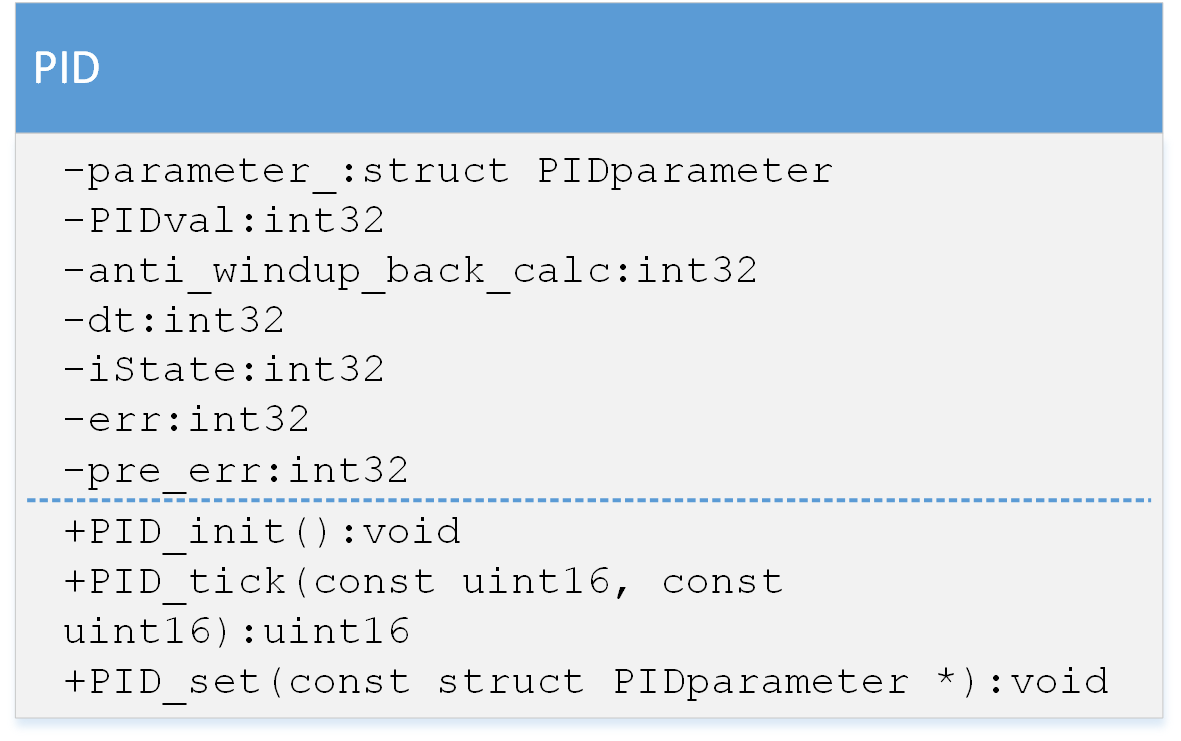 PID
-parameter_:struct PIDparameter
-PIDval:int32
-anti_windup_back_calc:int32
-dt:int32
-iState:int32
-err:int32
-pre_err:int32
+PID_init():void
+PID_tick(const uint16, const
uint16):uint16
+PID_set(const struct PIDparameter *):void